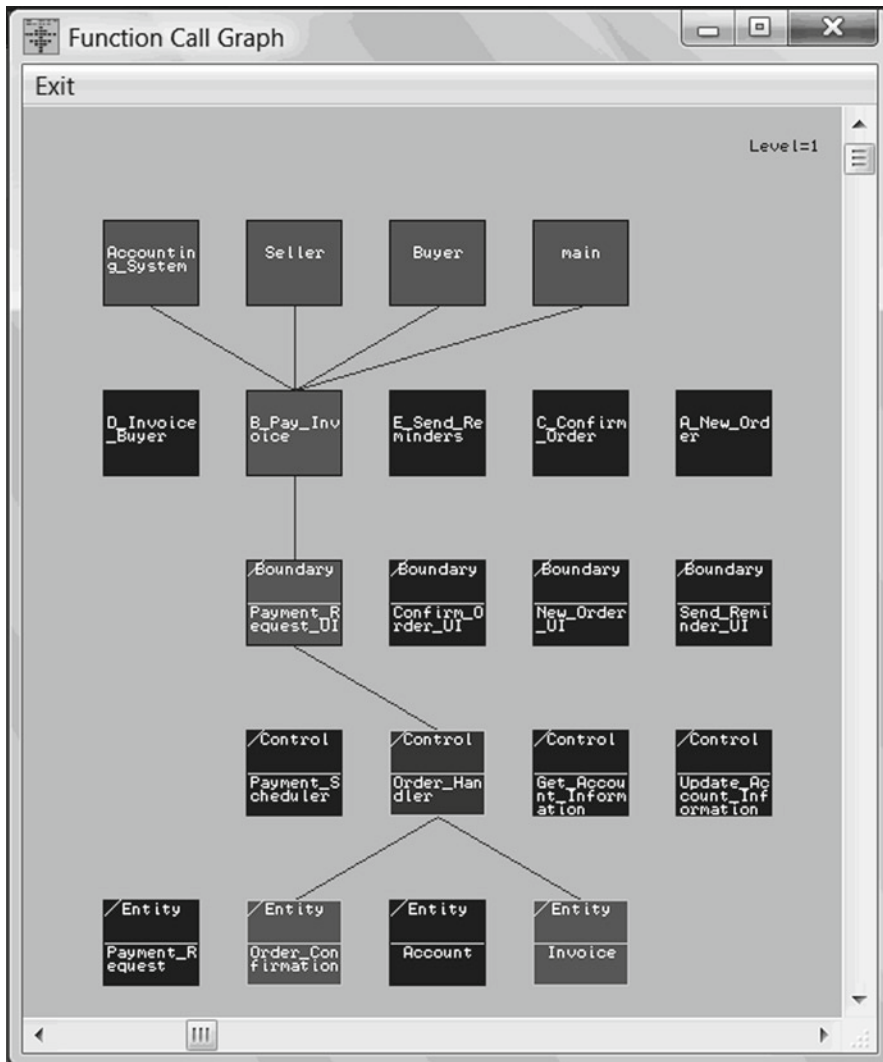 Function Call Graph
Exit
Level=1
Accountin
g_System
Seller
Buyer
main
D_Invoice
_Buyer
B_Pay_Inv
oice
E_Send_Re
minders
C_Confirm
_Order
A_New_Ord
er
Boundary
Payment_R
equest_UI
Boundary
Confirm_O
rder_UI
Boundary
New_Order
_UI
Boundary
Send_Remi
nder_UI
Control
Payment_S
cheduler
Control
Order_Han
dler
Control
Get_Accou
nt_Inform
ation
Control
Update_Ac
count_Inf
ormation
Entity
Payment_R
equest
Entity
Order_Con
firmation
Entity
Account
Entity
Invoice